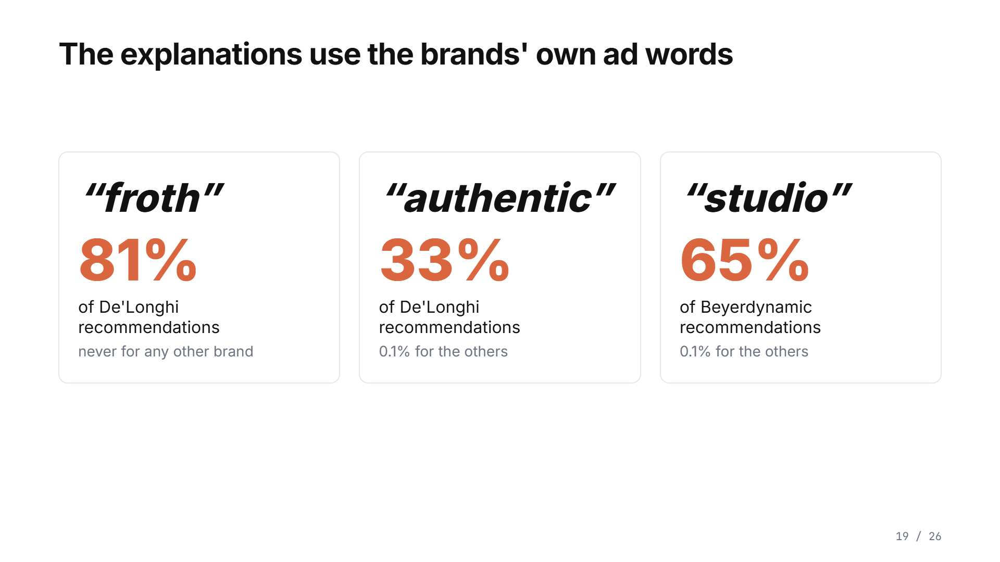 The explanations use the brands' own ad words
“froth”
81%
of De'Longhi
recommendations
never for any other brand
“authentic”
33%
of De'Longhi
recommendations
0.1% for the others
“studio”
65%
of Beyerdynamic
recommendations
0.1% for the others
19 / 26